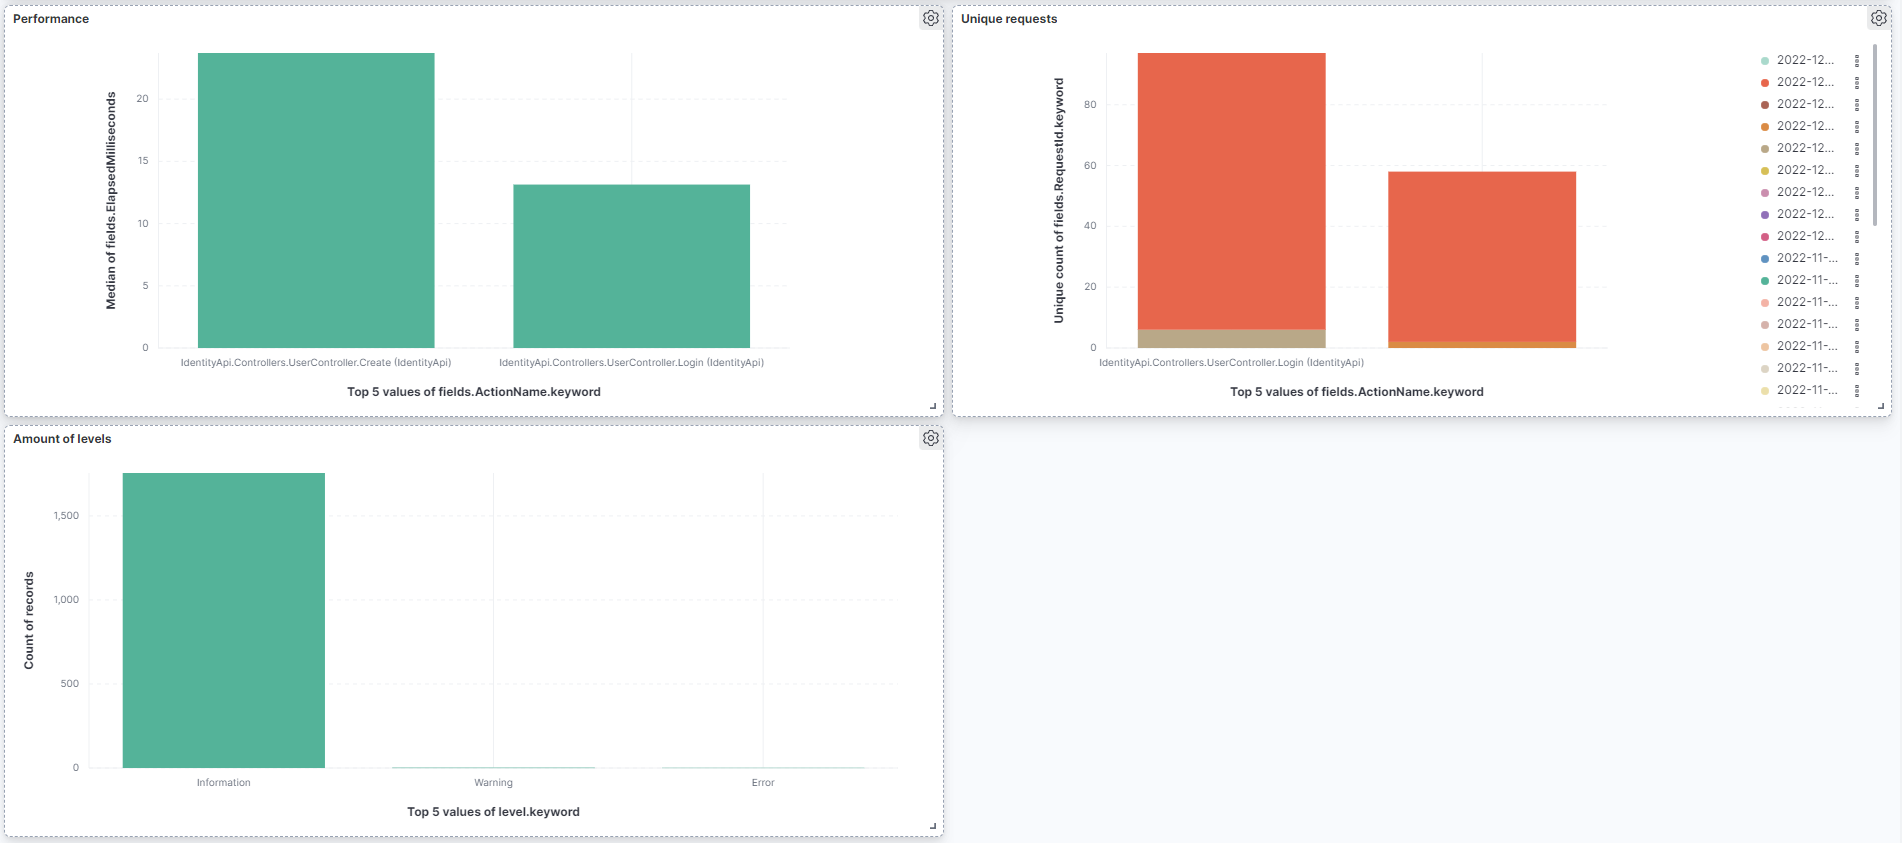 Performance
Median of fields.ElapsedMilliseconds
20
15
10
5
0
IdentityApi.Controllers.UserController.Create (IdentityApi)
IdentityApi.Controllers.UserController.Login (IdentityApi)
Top 5 values of fields.ActionName.keyword
Unique requests
Unique count of fields.RequestId.keyword
80
60
40
20
0
IdentityApi.Controllers.UserController.Login (IdentityApi)
Top 5 values of fields.ActionName.keyword
2022-12...
2022-12...
2022-12...
2022-12...
2022-12...
2022-12...
2022-12...
2022-12...
2022-12...
2022-11-...
2022-11-...
2022-11-...
2022-11-...
2022-11-...
2022-11-...
2022-11-...
Amount of levels
Count of records
1,500
1,000
500
0
Information
Warning
Error
Top 5 values of level.keyword